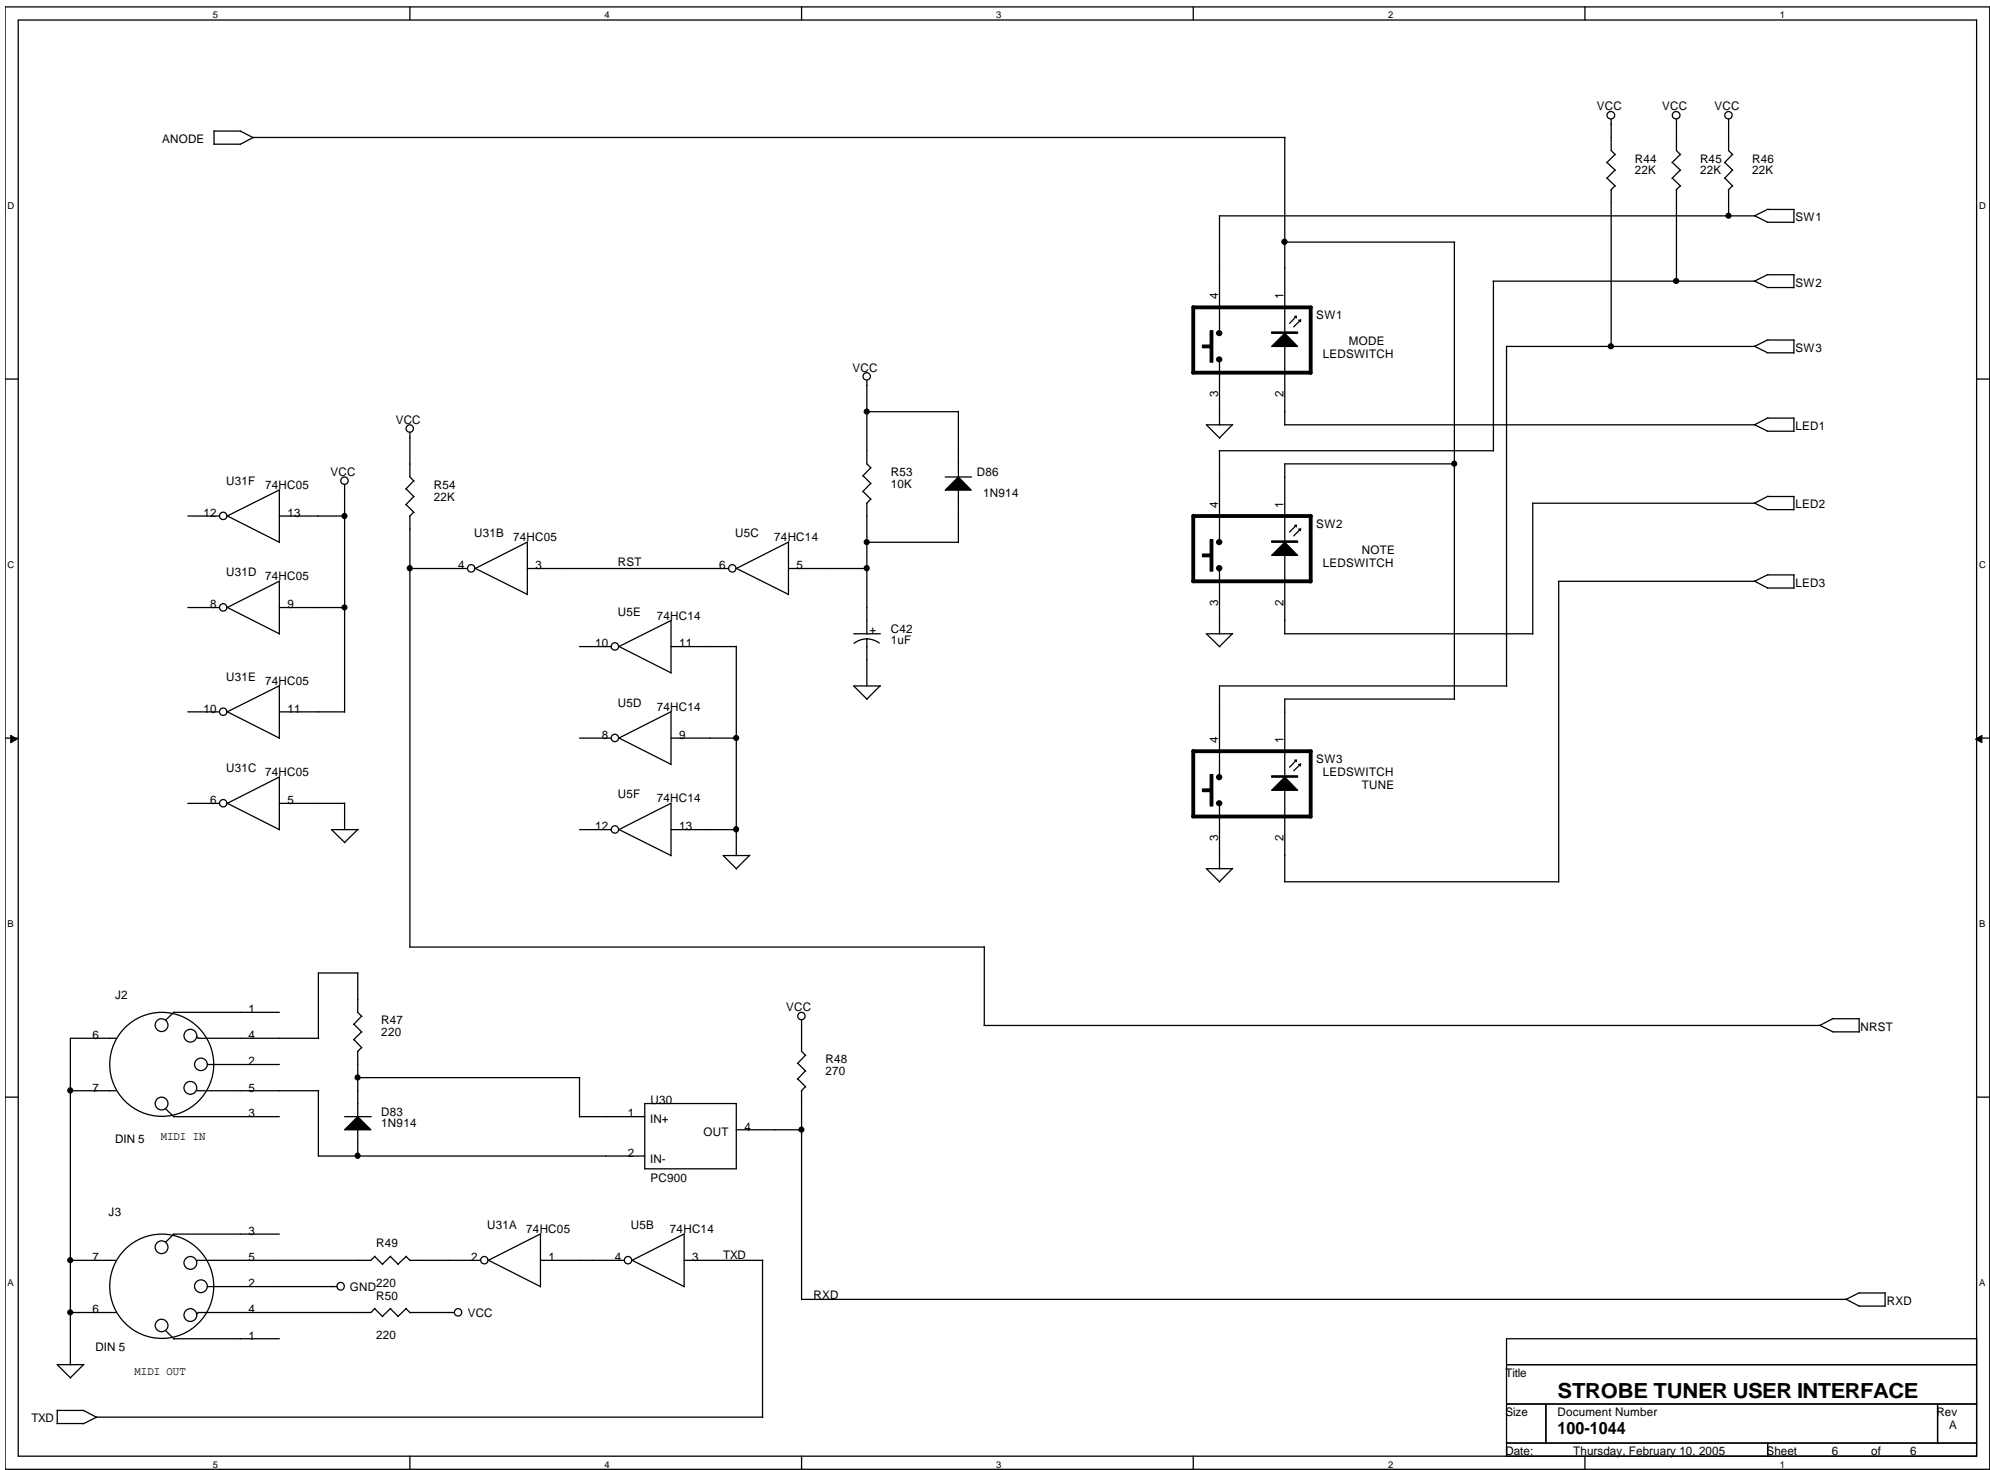 5 4 3 2 1
ANODE
VCC VCC VCC
R44
22K
R45
22K
R46
22K
D D
SW1
SW2
SW3
4 1
SW1
MODE
LEDSWITCH
3 2
LED1
VCC
R53
10K
D86
1N914
VCC
R54
22K
VCC
U31F 74HC05
12 13
U31D 74HC05
8 9
U31E 74HC05
10 11
U31C 74HC05
6 5
U31B 74HC05
4 3
RST
U5C 74HC14
6 5
C42
1uF
+
U5E 74HC14
10 11
U5D 74HC14
8 9
U5F 74HC14
12 13
4 1
SW2
NOTE
LEDSWITCH
3 2
LED2
LED3
C C
4 1
SW3
LEDSWITCH
TUNE
3 2
B B
J2
1
6 4
2
7 5
3
DIN 5 MIDI IN
R47
220
D83
1N914
U30
1 IN+
OUT 4
2 IN-
PC900
VCC
R48
270
NRST
J3
3
7 5
2
6 4
1
DIN 5
MIDI OUT
R49
220
GND
R50
220
VCC
U31A 74HC05
2 1
U5B 74HC14
4 3
TXD
RXD
RXD
TXD
A A
Title
STROBE TUNER USER INTERFACE
Size Document Number Rev
100-1044 A
Date: Thursday, February 10, 2005 Sheet 6 of 6
5 4 3 2 1